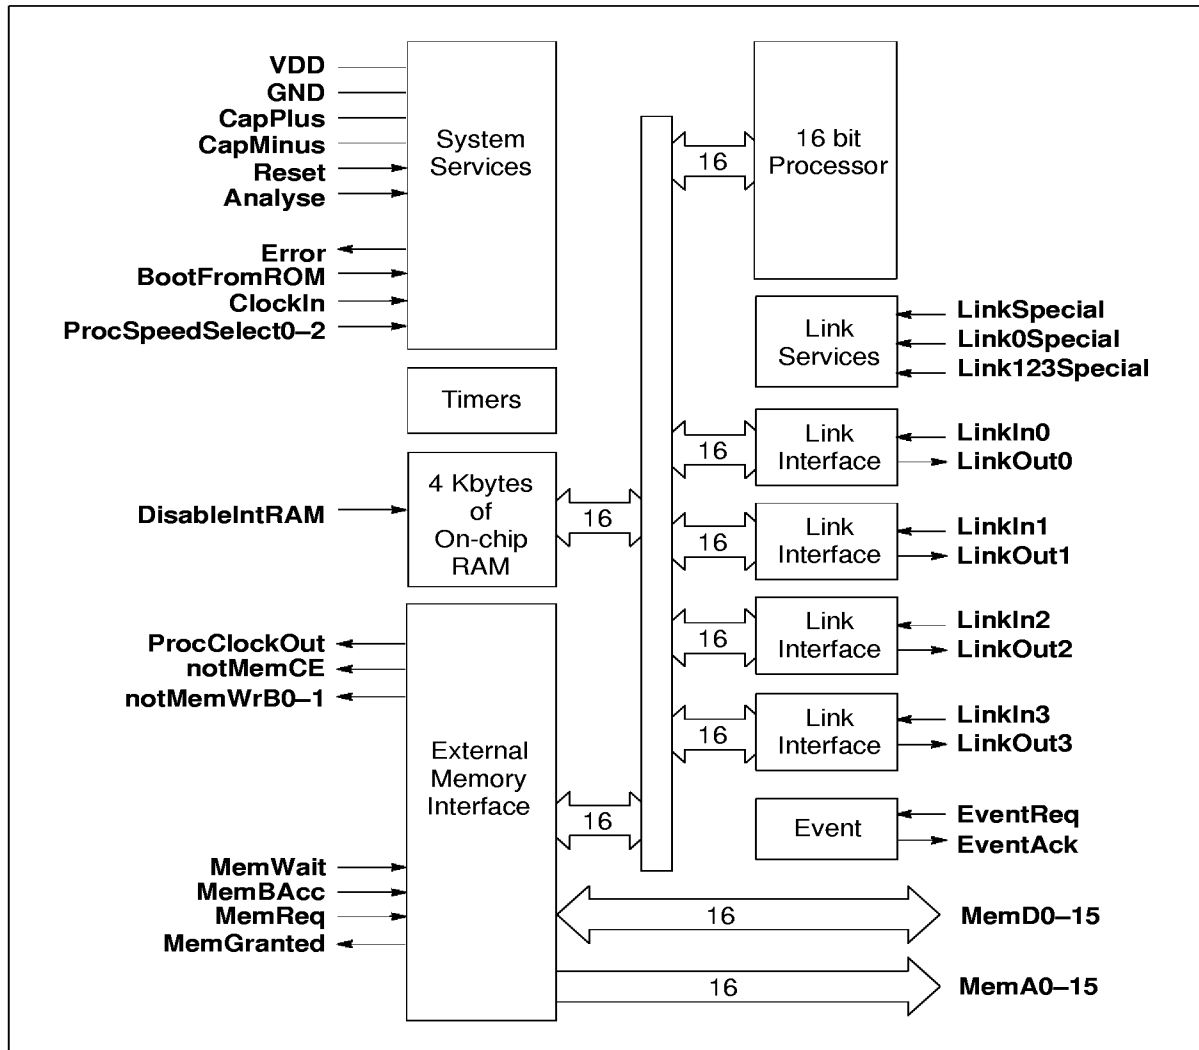 VDD
GND
CapPlus
CapMinus
Reset
Analyse
Error
BootFromROM
ClockIn
ProcSpeedSelect0–2
System
Services
16
16 bit
Processor
Link
Services
LinkSpecial
Link0Special
Link123Special
Timers
16
Link
Interface
LinkIn0
LinkOut0
DisableIntRAM
4 Kbytes
of
On-chip
RAM
16
16
Link
Interface
LinkIn1
LinkOut1
16
Link
Interface
LinkIn2
LinkOut2
16
Link
Interface
LinkIn3
LinkOut3
ProcClockOut
notMemCE
notMemWrB0–1
External
Memory
Interface
16
Event
EventReq
EventAck
MemWait
MemBAcc
MemReq
MemGranted
16
MemD0–15
16
MemA0–15